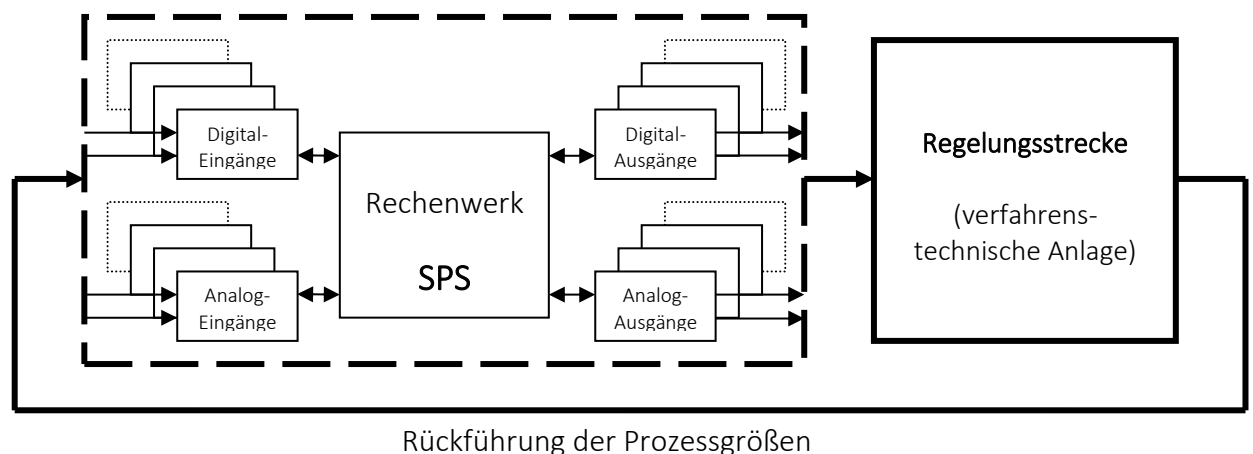 Digital-
Eingänge
Digital-
Ausgänge
Rechenwerk
SPS
Analog-
Eingänge
Analog-
Ausgänge
Regelungsstrecke
(verfahrens-
technische Anlage)
Rückführung der Prozessgrößen